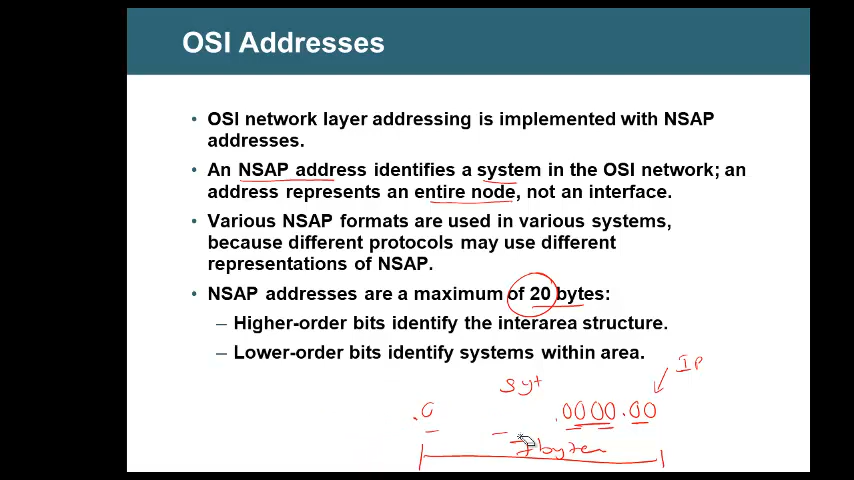 OSI Addresses
• OSI network layer addressing is implemented with NSAP
addresses.
• An NSAP address identifies a system in the OSI network; an
address represents an entire node, not an interface.
• Various NSAP formats are used in various systems,
because different protocols may use different
representations of NSAP.
• NSAP addresses are a maximum of 20 bytes:
– Higher-order bits identify the interarea structure.
– Lower-order bits identify systems within area.
IP
.0 .0000.00